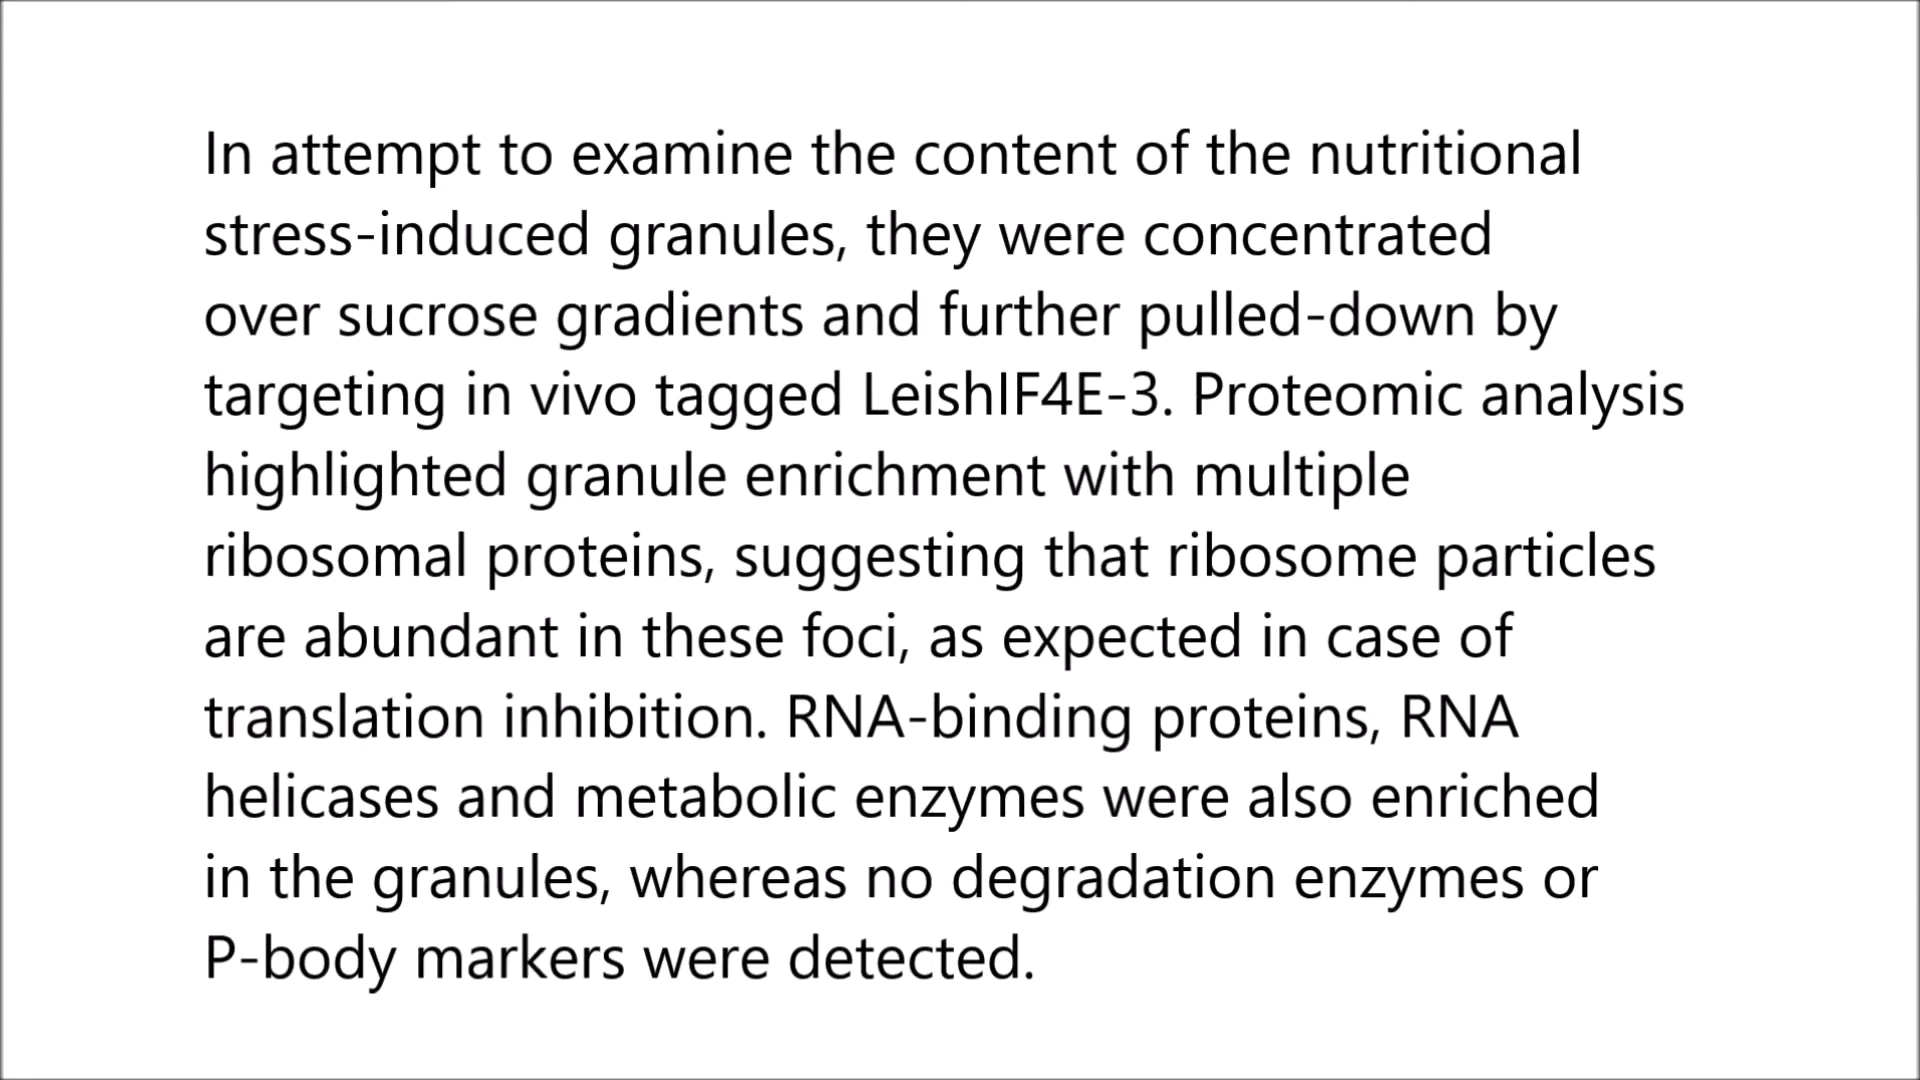 In attempt to examine the content of the nutritional
stress-induced granules, they were concentrated
over sucrose gradients and further pulled-down by
targeting in vivo tagged LeishIF4E-3. Proteomic analysis
highlighted granule enrichment with multiple
ribosomal proteins, suggesting that ribosome particles
are abundant in these foci, as expected in case of
translation inhibition. RNA-binding proteins, RNA
helicases and metabolic enzymes were also enriched
in the granules, whereas no degradation enzymes or
P-body markers were detected.